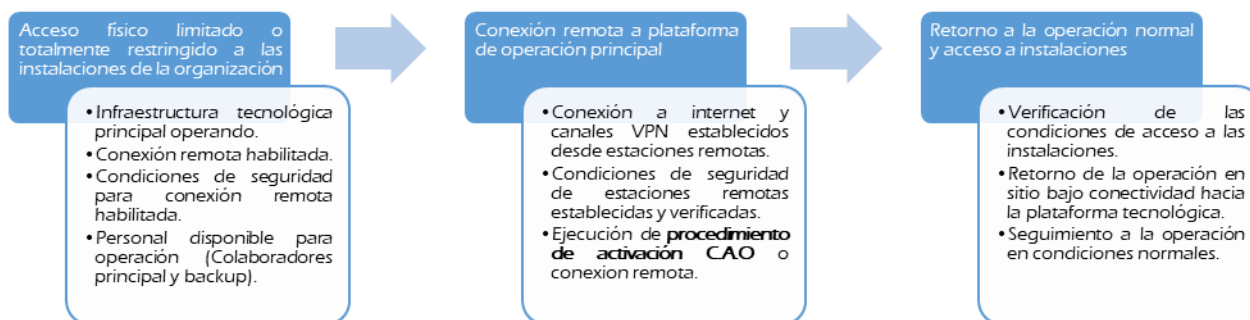 Acceso físico limitado o
totalmente restringido a las
instalaciones de la organización
•Infraestructura tecnológica
principal operando.
•Conexión remota habilitada.
•Condiciones de seguridad
para conexión remota
habilitada.
•Personal disponible para
operación (Colaboradores
principal y backup).
Conexión remota a plataforma
de operación principal
•Conexión a internet y
canales VPN establecidos
desde estaciones remotas.
•Condiciones de seguridad
de estaciones remotas
establecidas y verificadas.
•Ejecución de procedimiento
de activación C.A.O o
conexion remota.
Retorno a la operación normal
y acceso a instalaciones
•Verificación de las
condiciones de acceso a las
instalaciones.
•Retorno de la operación en
sitio bajo conectividad hacia
la plataforma tecnológica.
•Seguimiento a la operación
en condiciones normales.